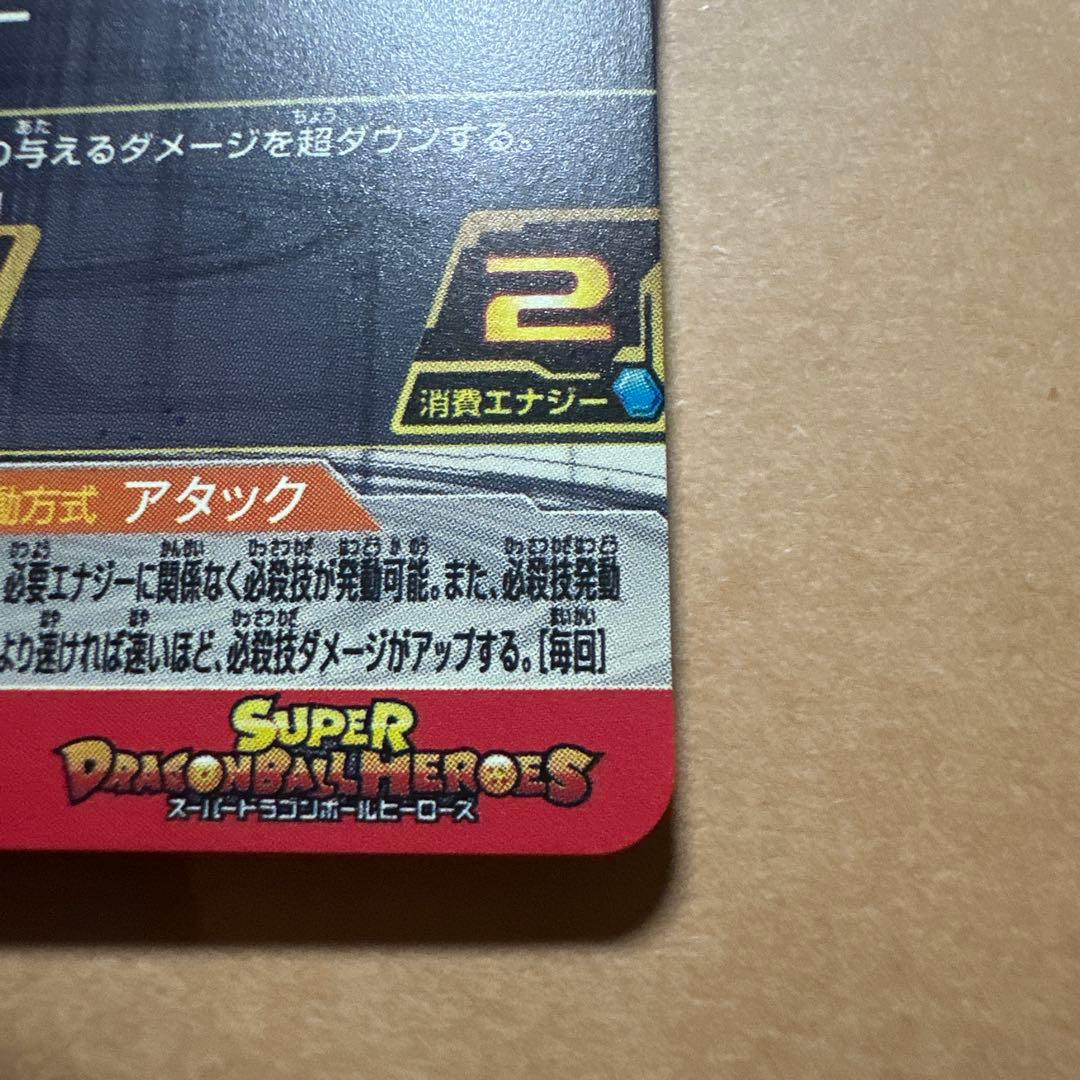 ー
の与えるダメージを超ダウンする。
2
消費エナジー
動方式 アタック
必要エナジーに関係なく必殺技が発動可能。また、必殺技発動
より速ければ速いほど、必殺技ダメージがアップする。[毎回]
SUPER
DRAGONBALL HEROES
スーパードラゴンボールヒーローズ